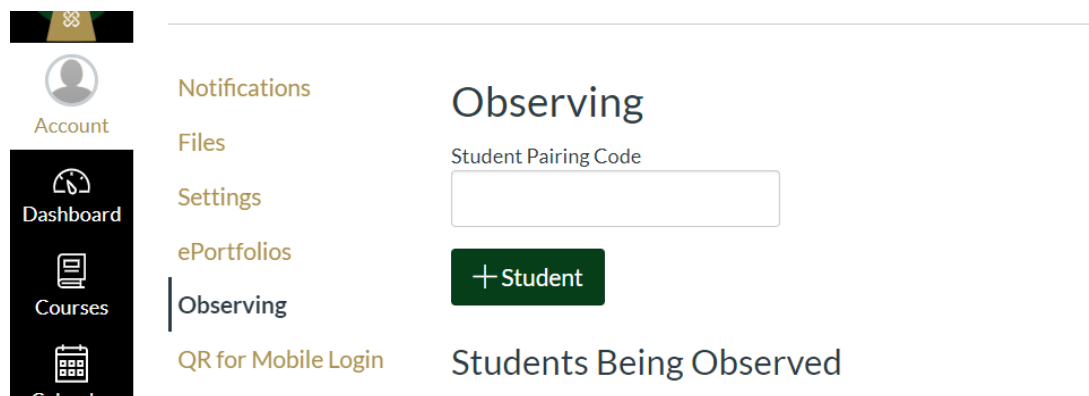 Account
Dashboard
Courses
Notifications
Files
Settings
ePortfolios
Observing
QR for Mobile Login
Observing
Student Pairing Code
+ Student
Students Being Observed